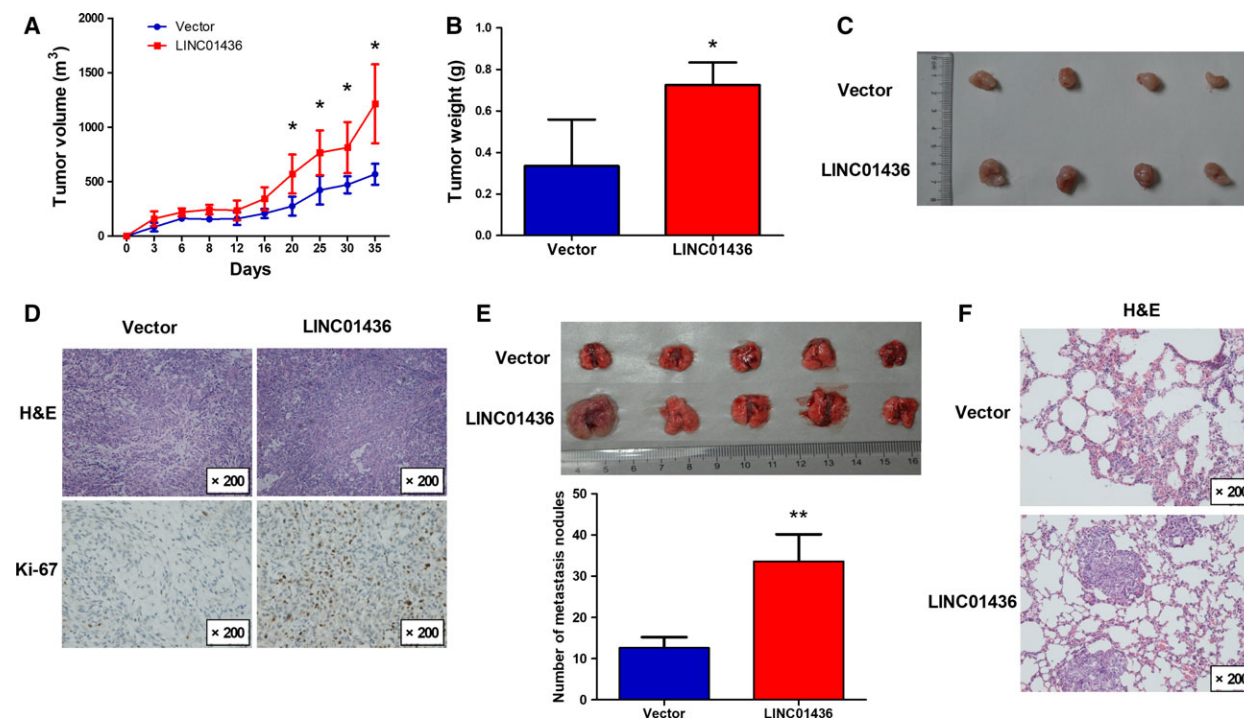 A
Tumor volume (m³)
2000
1500
1000
500
0
Vector
LINC01436
*
*
*
*
0 3 6 8 12 16 20 25 30 35
Days
B
Tumor weight (g)
1.0
0.8
0.6
0.4
0.2
0.0
*
Vector LINC01436
C
Vector
LINC01436
D
Vector LINC01436
H&E
× 200 × 200
Ki-67
× 200 × 200
E
Vector
LINC01436
4 5 6 7 8 9 10 11 12 13 14 15 16
Number of metastasis nodules
50
40
30
20
10
0
**
Vector LINC01436
F
H&E
Vector
× 200
LINC01436
× 200